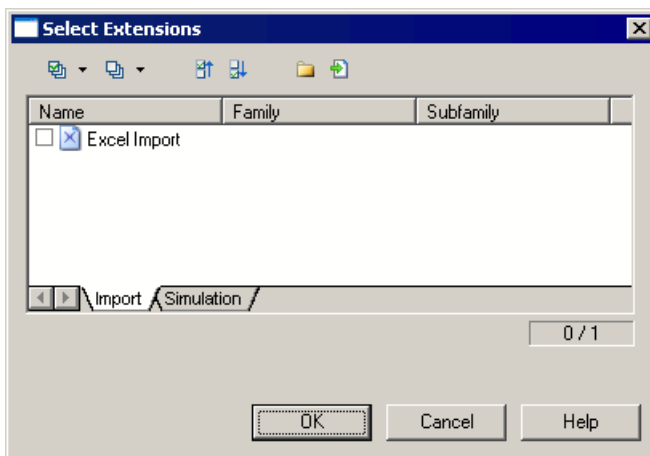 Select Extensions
Name Family Subfamily
Excel Import
Import Simulation
0 / 1
OK Cancel Help